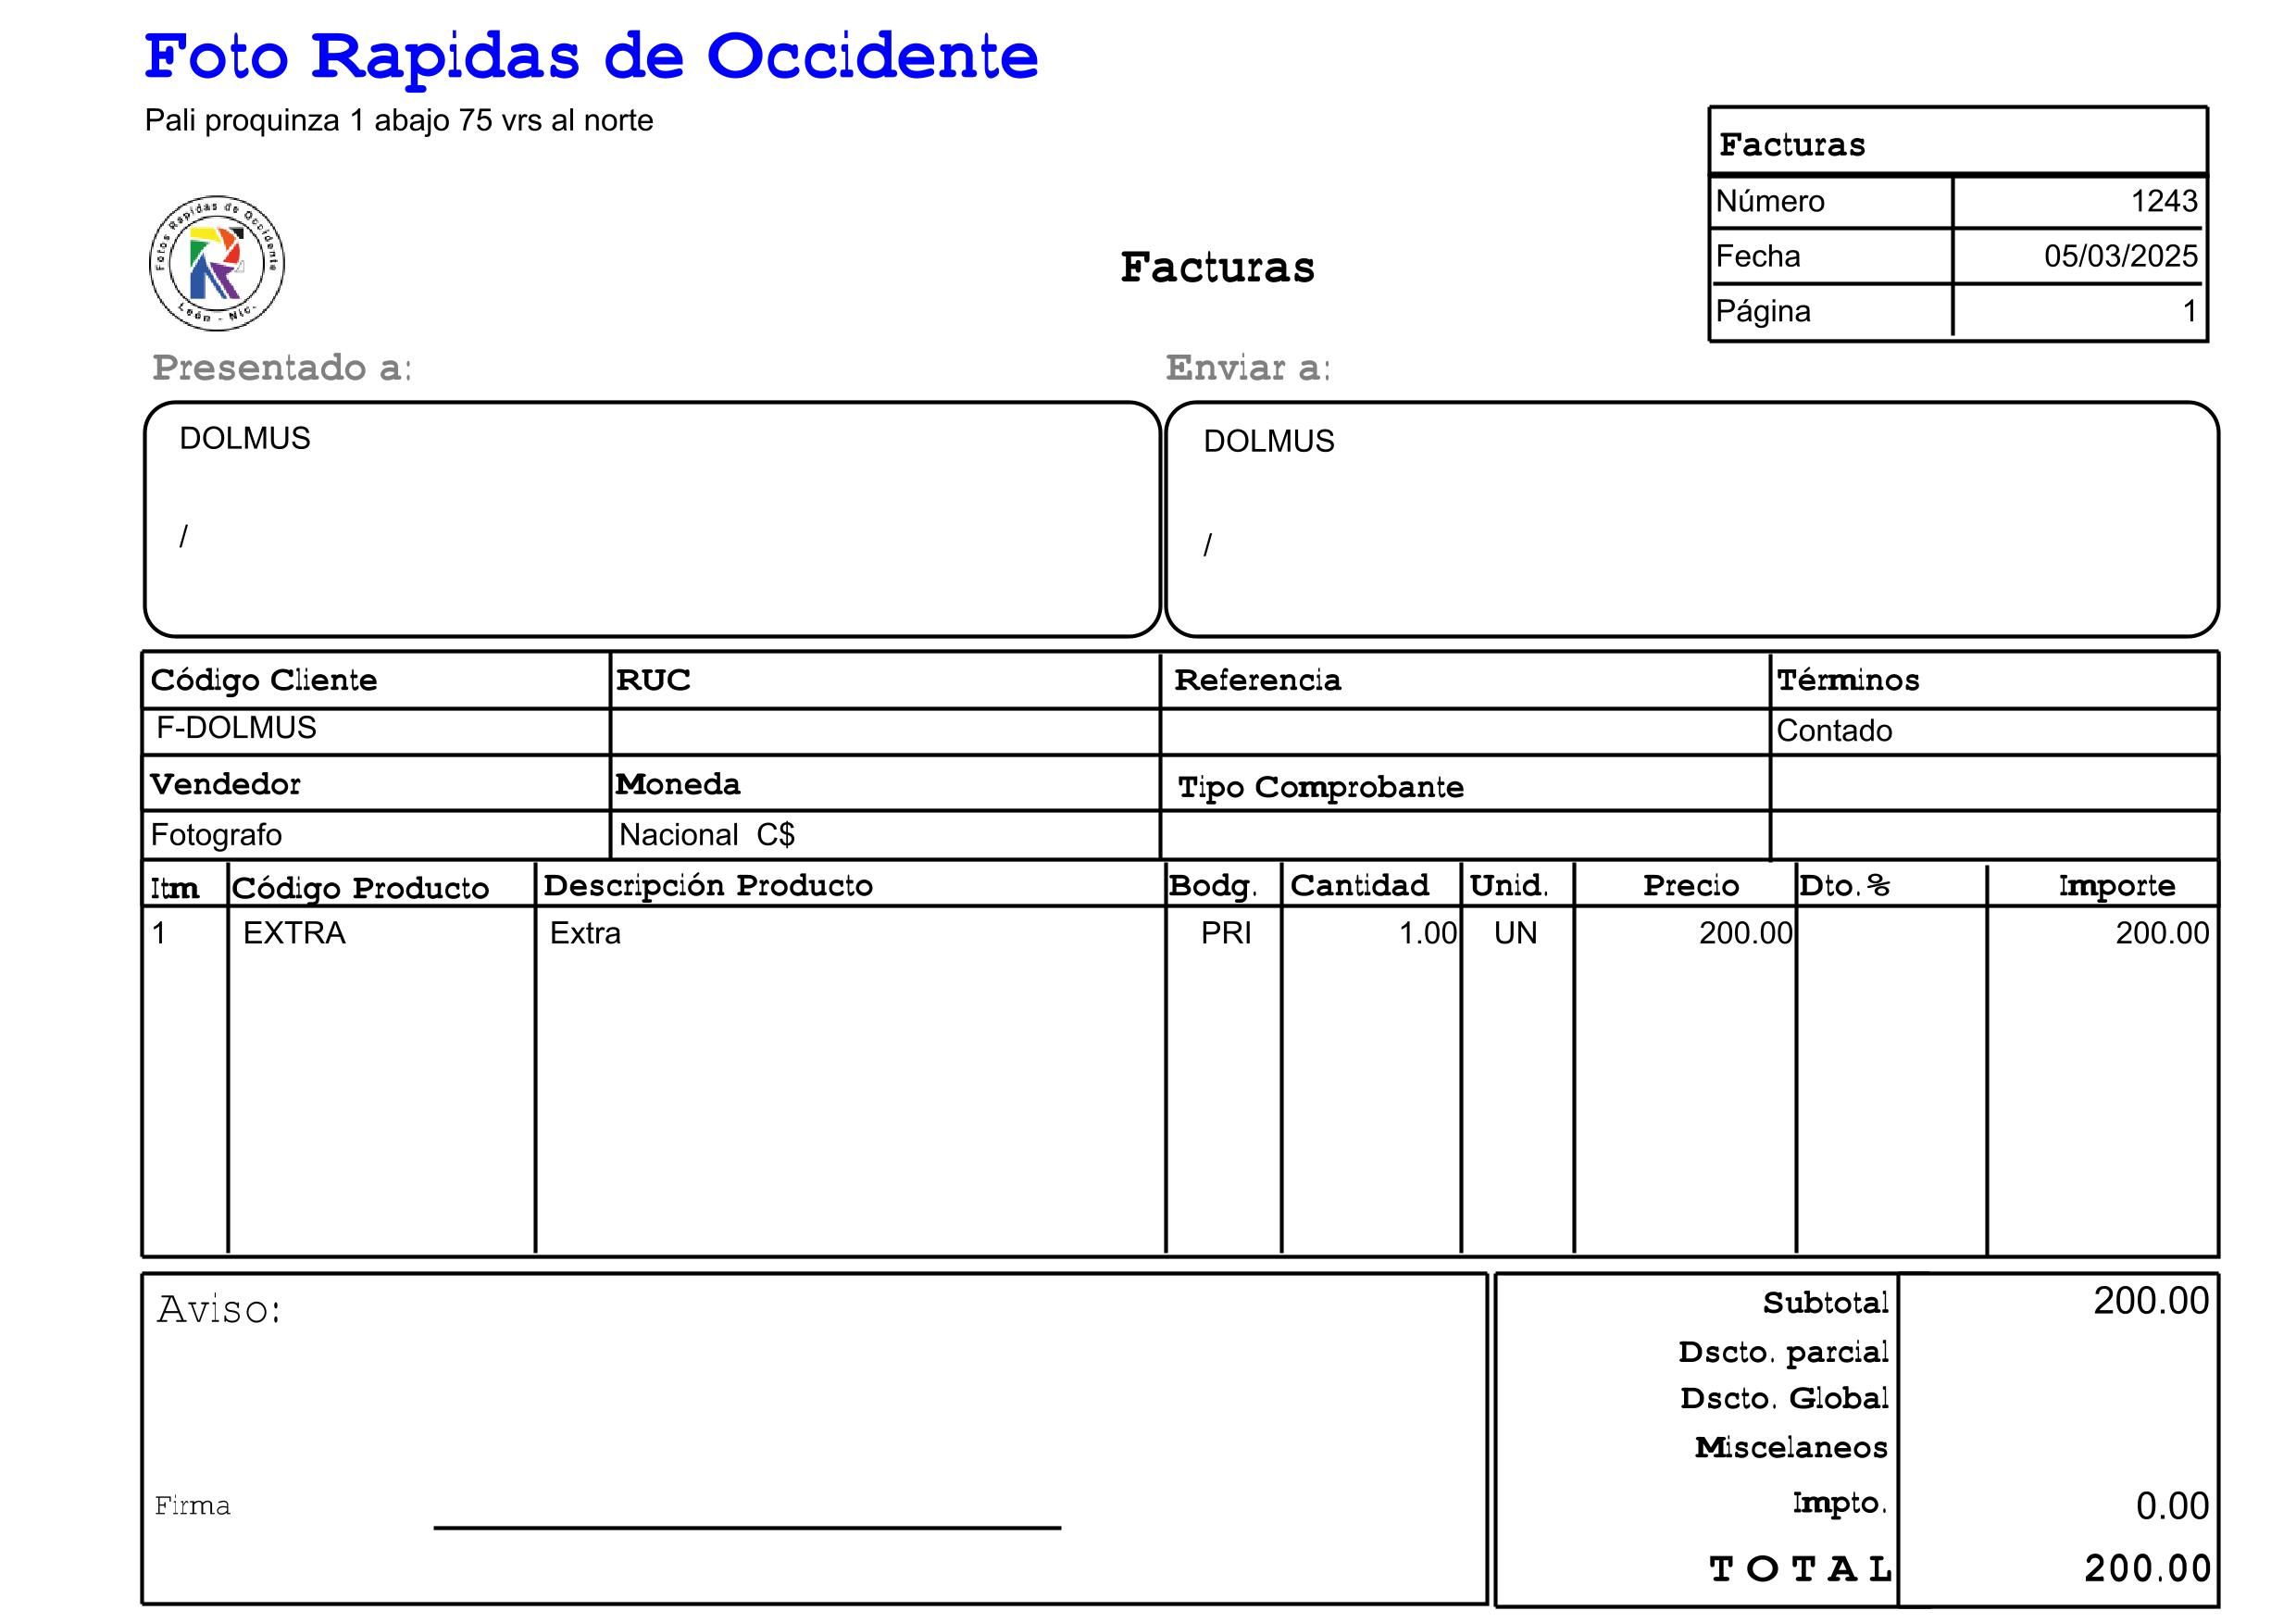 Foto Rapidas de Occidente
Pali proquinza 1 abajo 75 vrs al norte
Facturas
Número 1243
Fecha 05/03/2025
Página 1
Fotos Rapidas de Occidente
León - Nic.
Facturas
Presentado a: Enviar a:
DOLMUS DOLMUS
/ /
Código Cliente RUC Referencia Términos
F-DOLMUS Contado
Vendedor Moneda Tipo Comprobante
Fotografo Nacional C$
Itm Código Producto Descripción Producto Bodg. Cantidad Unid. Precio Dto.% Importe
1 EXTRA Extra PRI 1.00 UN 200.00 200.00
Aviso:
Subtotal 200.00
Dscto. parcial
Dscto. Global
Miscelaneos
Firma
Impto. 0.00
TOTAL 200.00